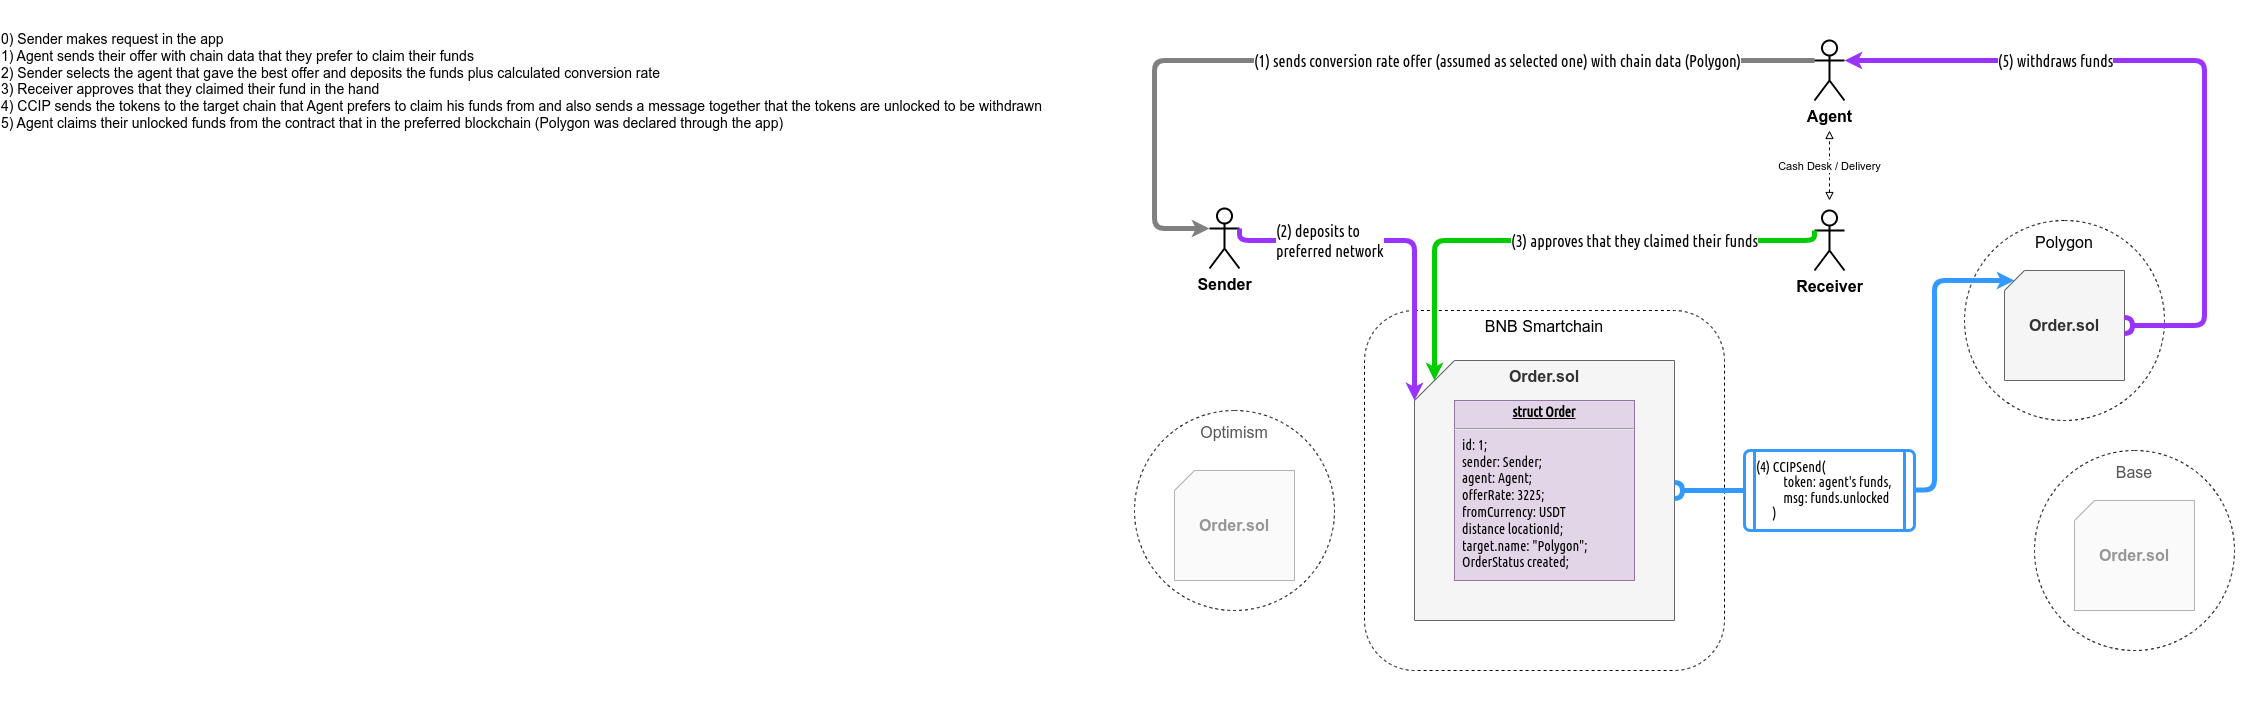 0) Sender makes request in the app
1) Agent sends their offer with chain data that they prefer to claim their funds
2) Sender selects the agent that gave the best offer and deposits the funds plus calculated conversion rate
3) Receiver approves that they claimed their fund in the hand
4) CCIP sends the tokens to the target chain that Agent prefers to claim his funds from and also sends a message together that the tokens are unlocked to be withdrawn
5) Agent claims their unlocked funds from the contract that in the preferred blockchain (Polygon was declared through the app)
(1) sends conversion rate offer (assumed as selected one) with chain data (Polygon)
(5) withdraws funds
Agent
Cash Desk / Delivery
(2) deposits to
preferred network
(3) approves that they claimed their funds
Sender
Receiver
Polygon
Order.sol
BNB Smartchain
Order.sol
struct Order
id: 1;
sender: Sender;
agent: Agent;
offerRate: 3225;
fromCurrency: USDT
distance locationId;
target.name: "Polygon";
OrderStatus created;
Optimism
Order.sol
(4) CCIPSend(
token: agent's funds,
msg: funds.unlocked
)
Base
Order.sol